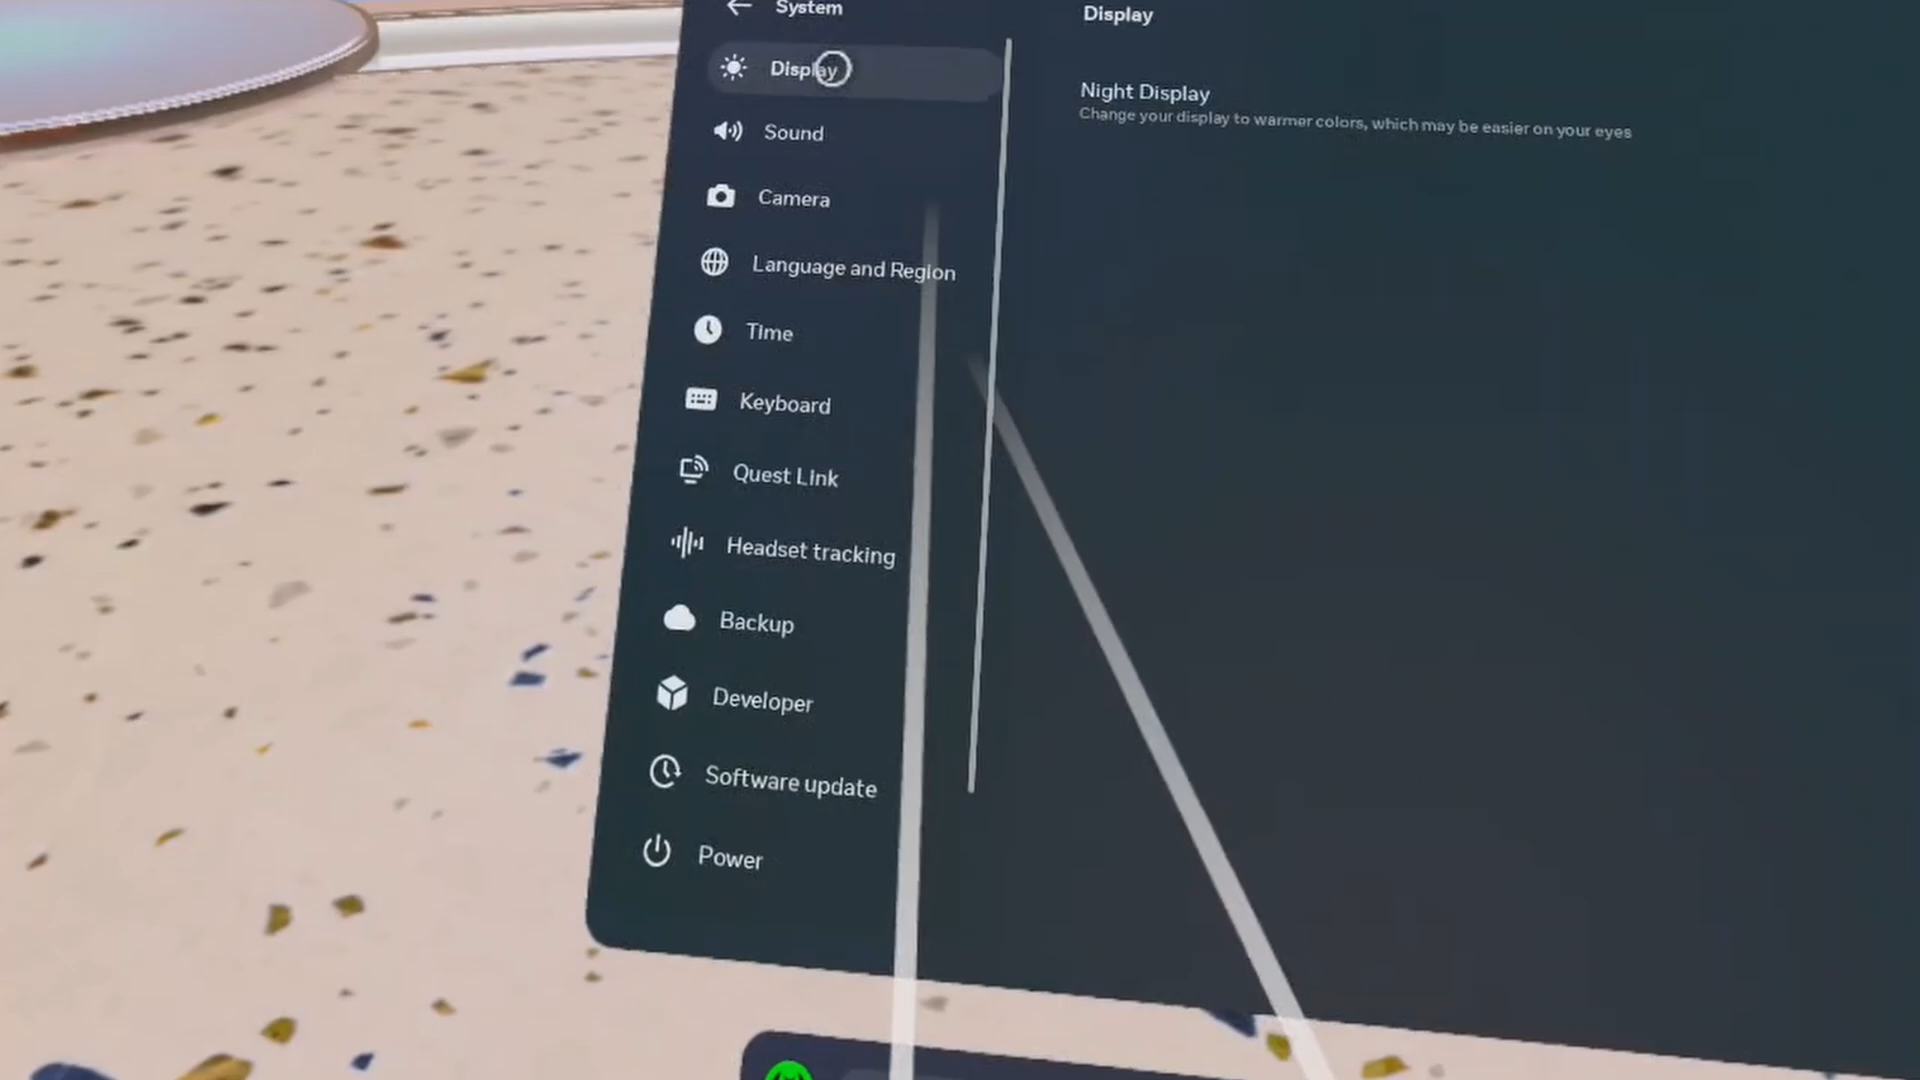 System
Display
Sound
Camera
Language and Region
Time
Keyboard
Quest Link
Headset tracking
Backup
Developer
Software update
Power
Display
Night Display
Change your display to warmer colors, which may be easier on your eyes